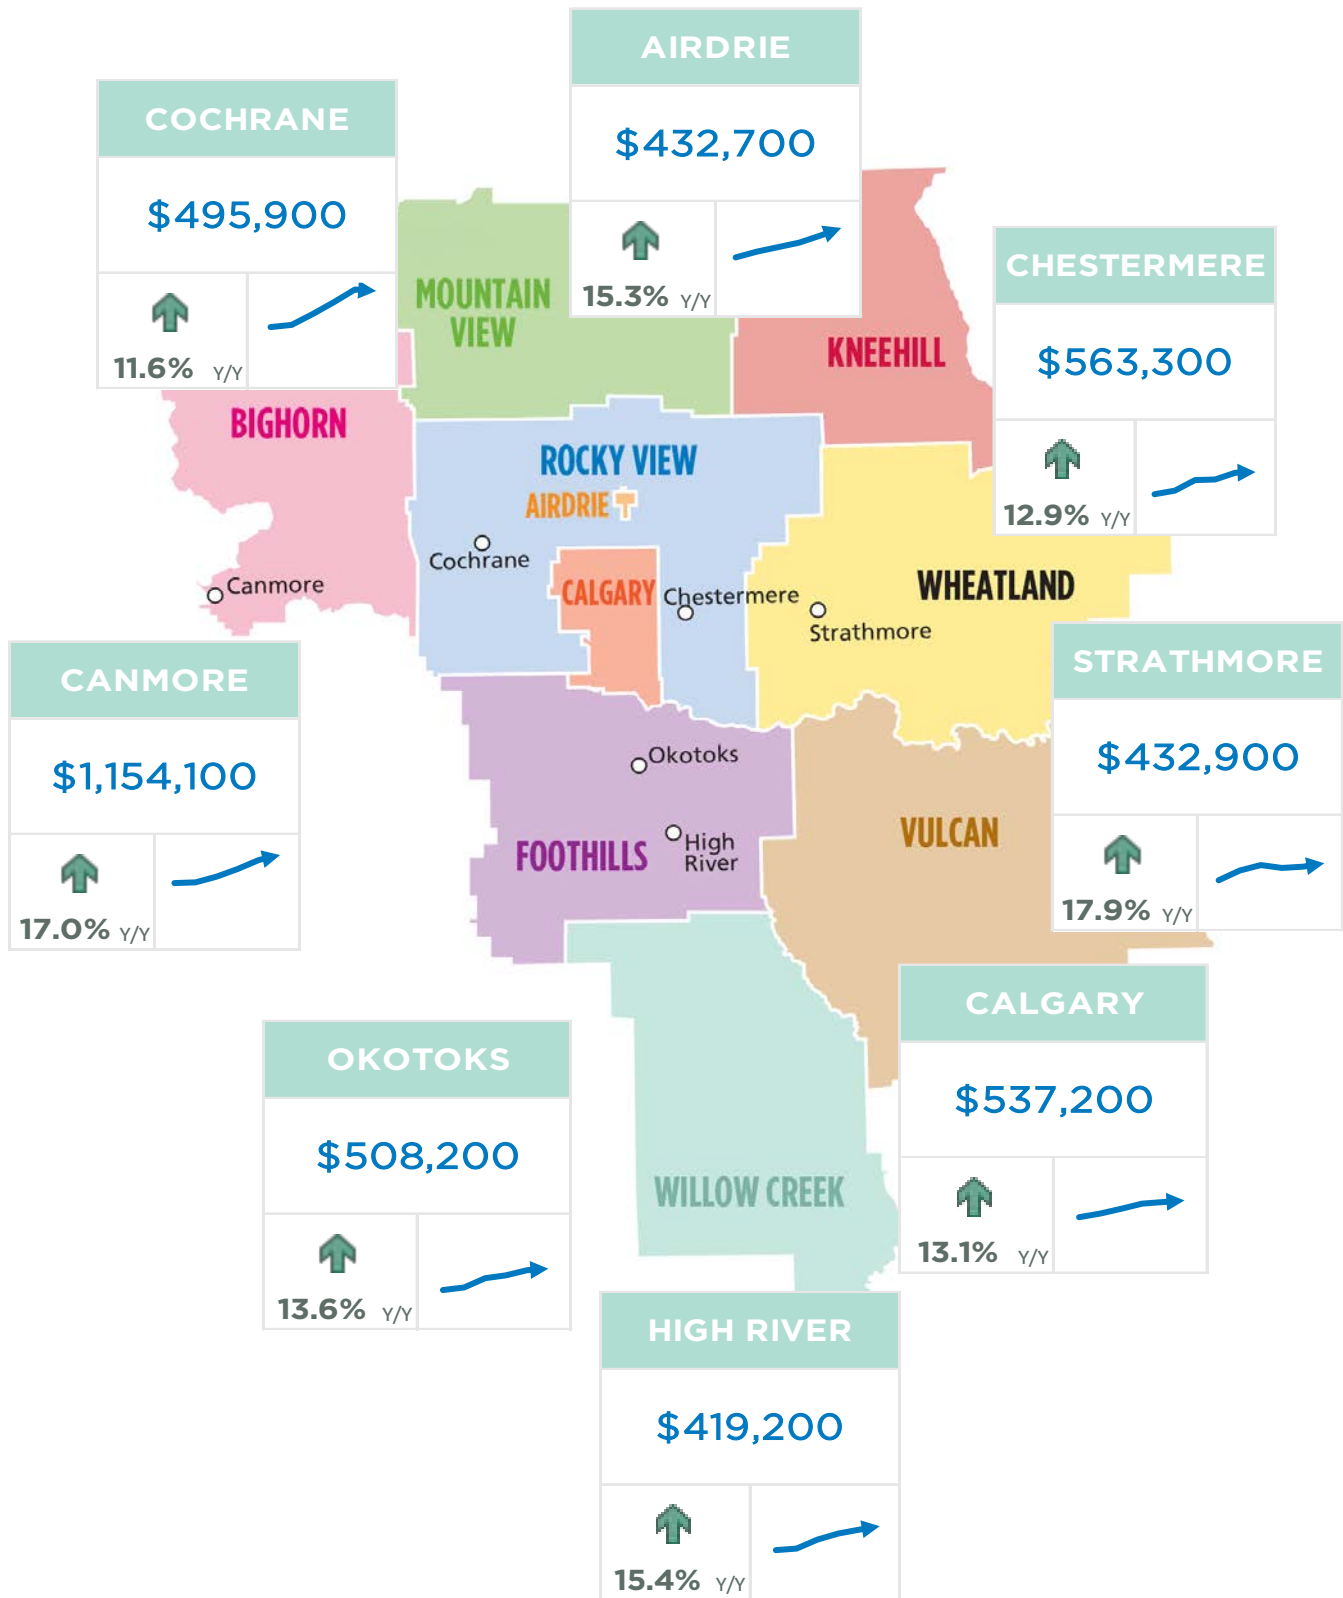 AIRDRIE
$432,700
15.3% Y/Y
COCHRANE
$495,900
11.6% Y/Y
CHESTERMERE
$563,300
12.9% Y/Y
MOUNTAIN
VIEW
KNEEHILL
BIGHORN
ROCKY VIEW
AIRDRIE
Cochrane
Canmore
CALGARY
Chestermere
WHEATLAND
Strathmore
CANMORE
$1,154,100
17.0% Y/Y
STRATHMORE
$432,900
17.9% Y/Y
Okotoks
High
River
FOOTHILLS
VULCAN
CALGARY
$537,200
13.1% Y/Y
OKOTOKS
$508,200
13.6% Y/Y
WILLOW CREEK
HIGH RIVER
$419,200
15.4% Y/Y